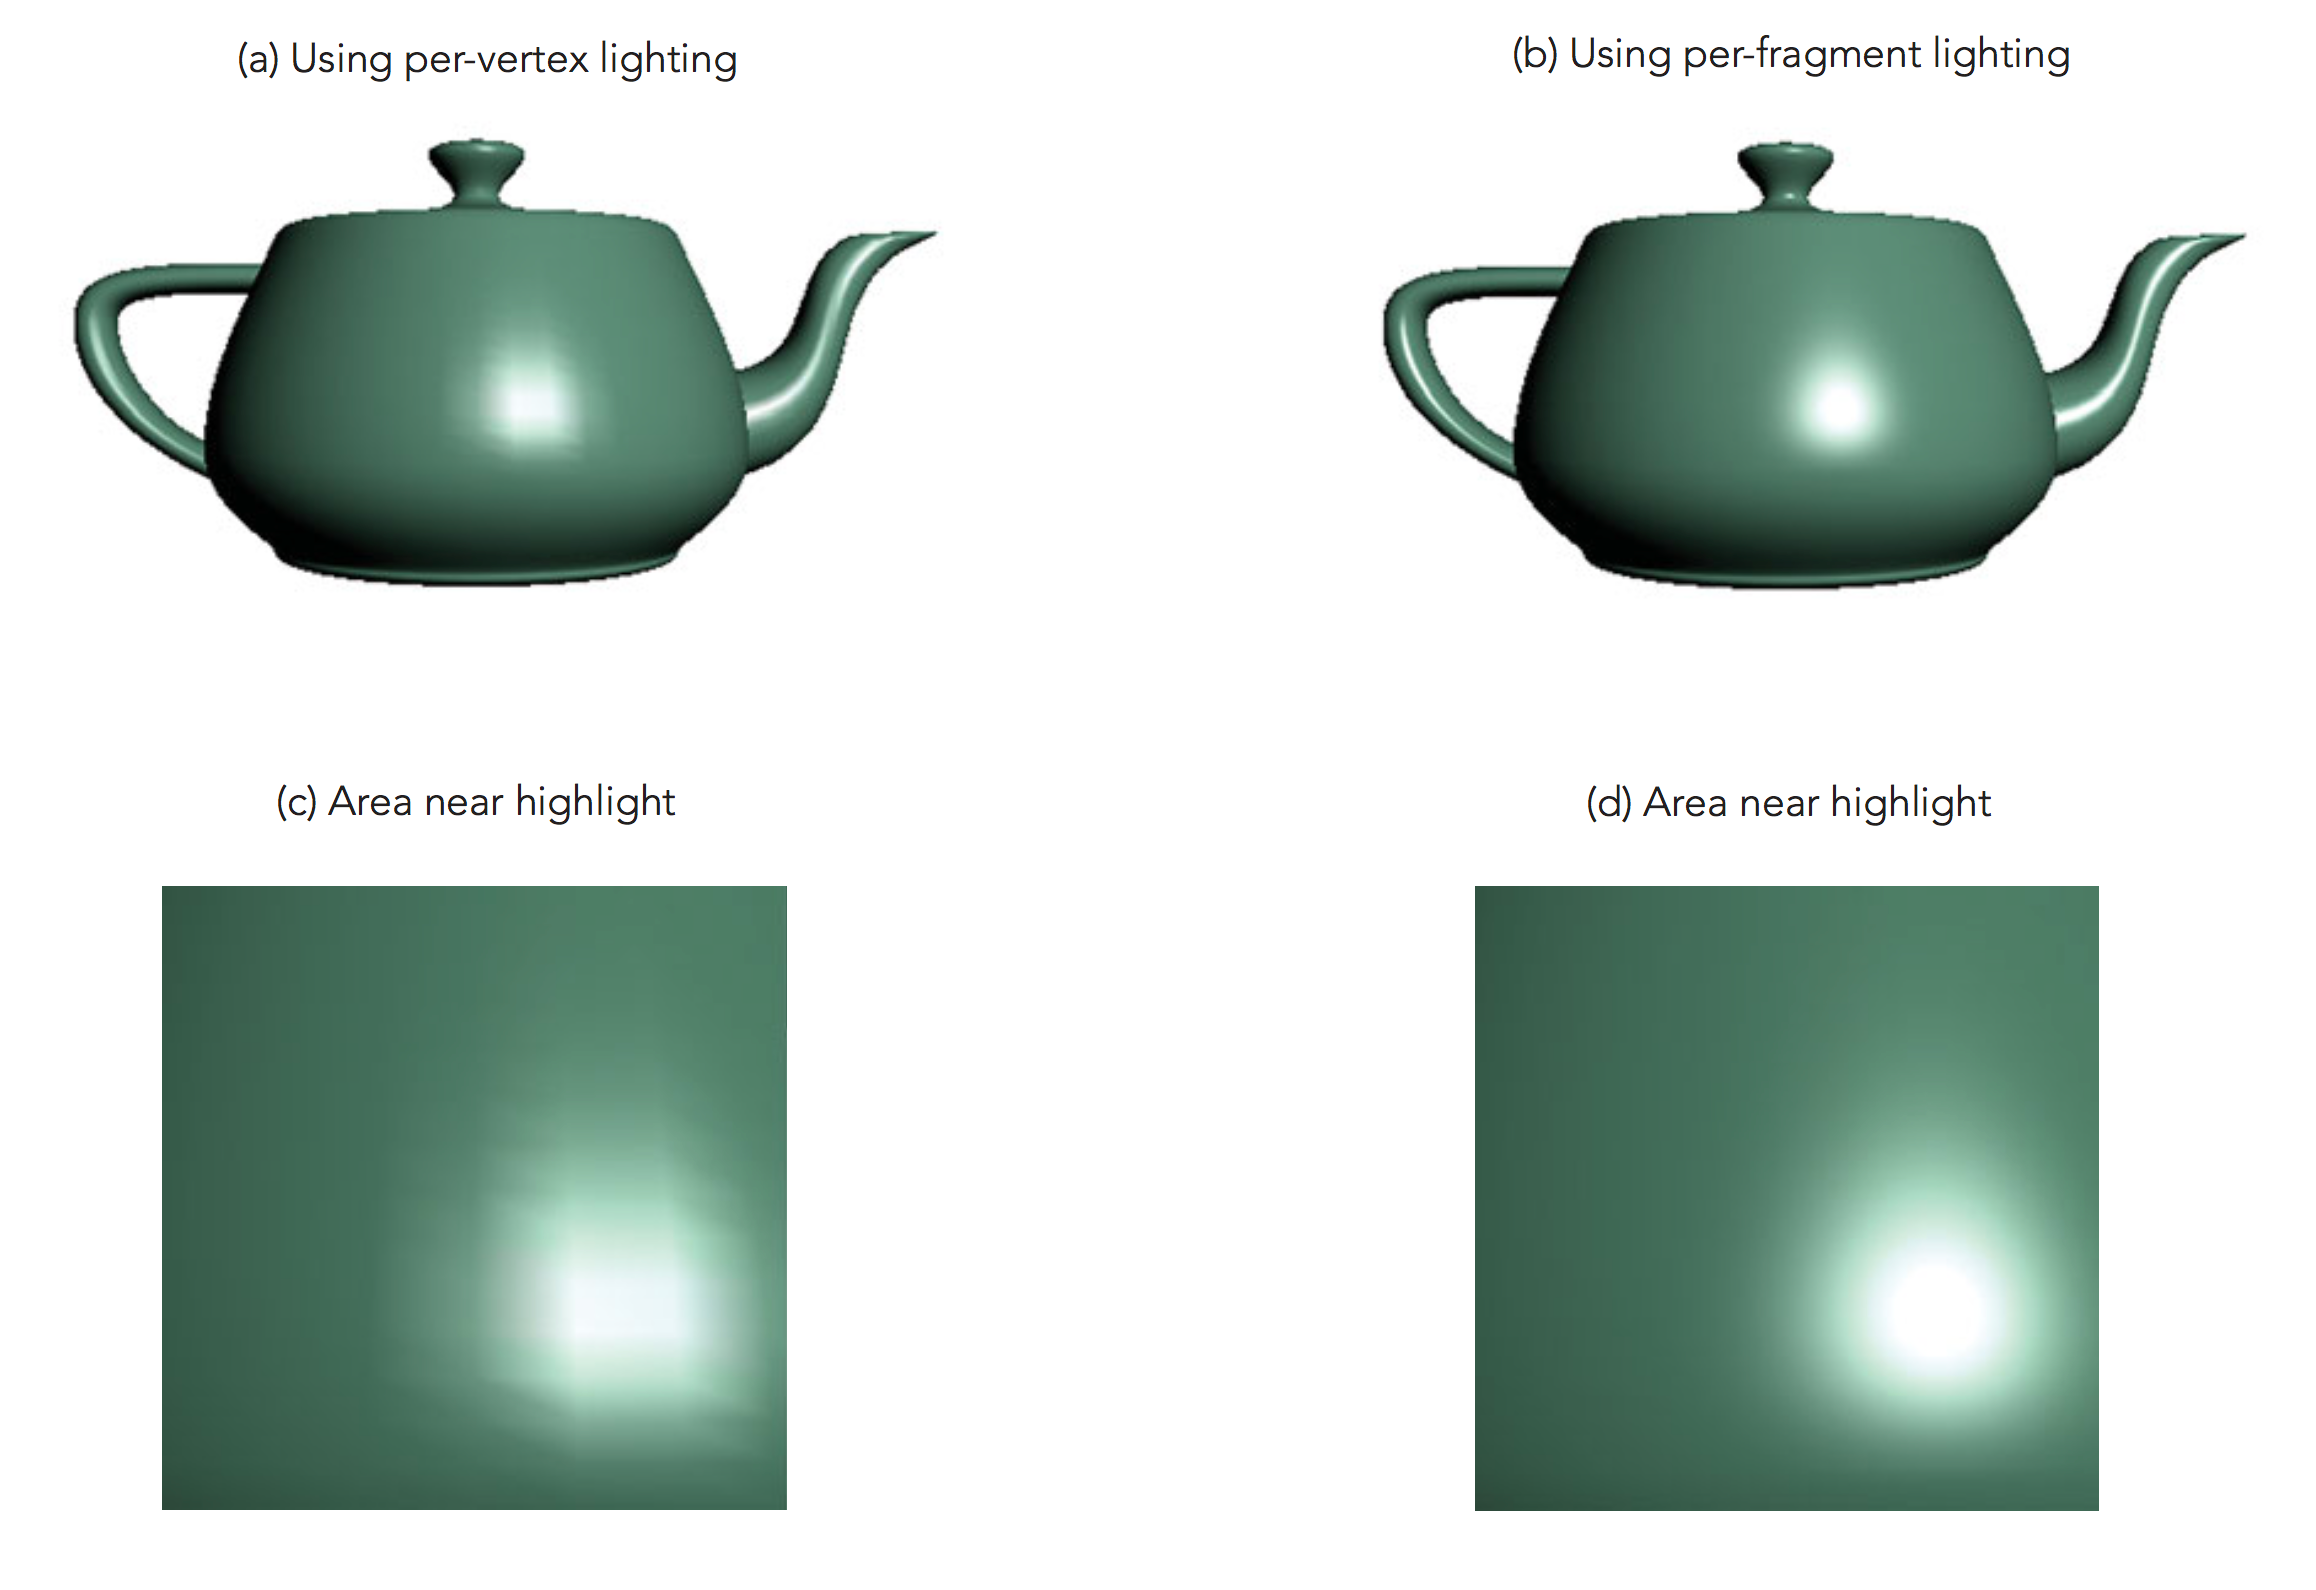 (a) Using per-vertex lighting
(b) Using per-fragment lighting
(c) Area near highlight
(d) Area near highlight